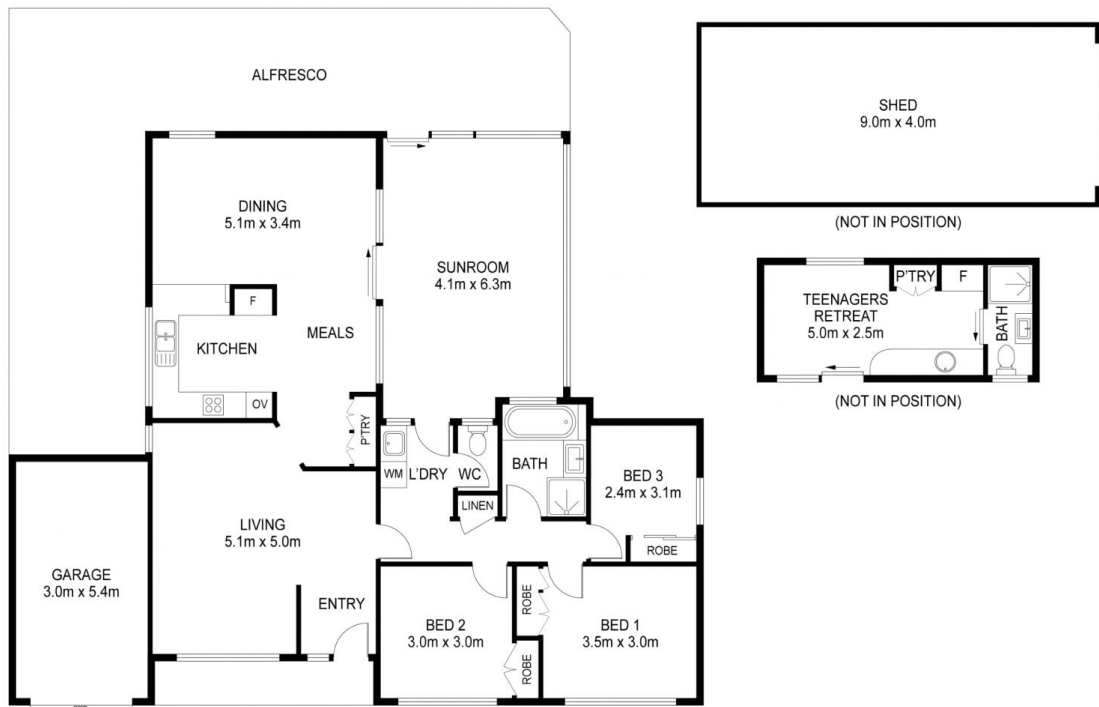 ALFRESCO
SHED
9.0m x 4.0m
(NOT IN POSITION)
DINING
5.1m x 3.4m
SUNROOM
4.1m x 6.3m
F
KITCHEN
MEALS
OV
P'TRY
TEENAGERS
RETREAT
5.0m x 2.5m
P'TRY
F
BATH
(NOT IN POSITION)
WM
L'DRY
WC
LINEN
BATH
BED 3
2.4m x 3.1m
ROBE
LIVING
5.1m x 5.0m
GARAGE
3.0m x 5.4m
ENTRY
BED 2
3.0m x 3.0m
ROBE
ROBE
BED 1
3.5m x 3.0m